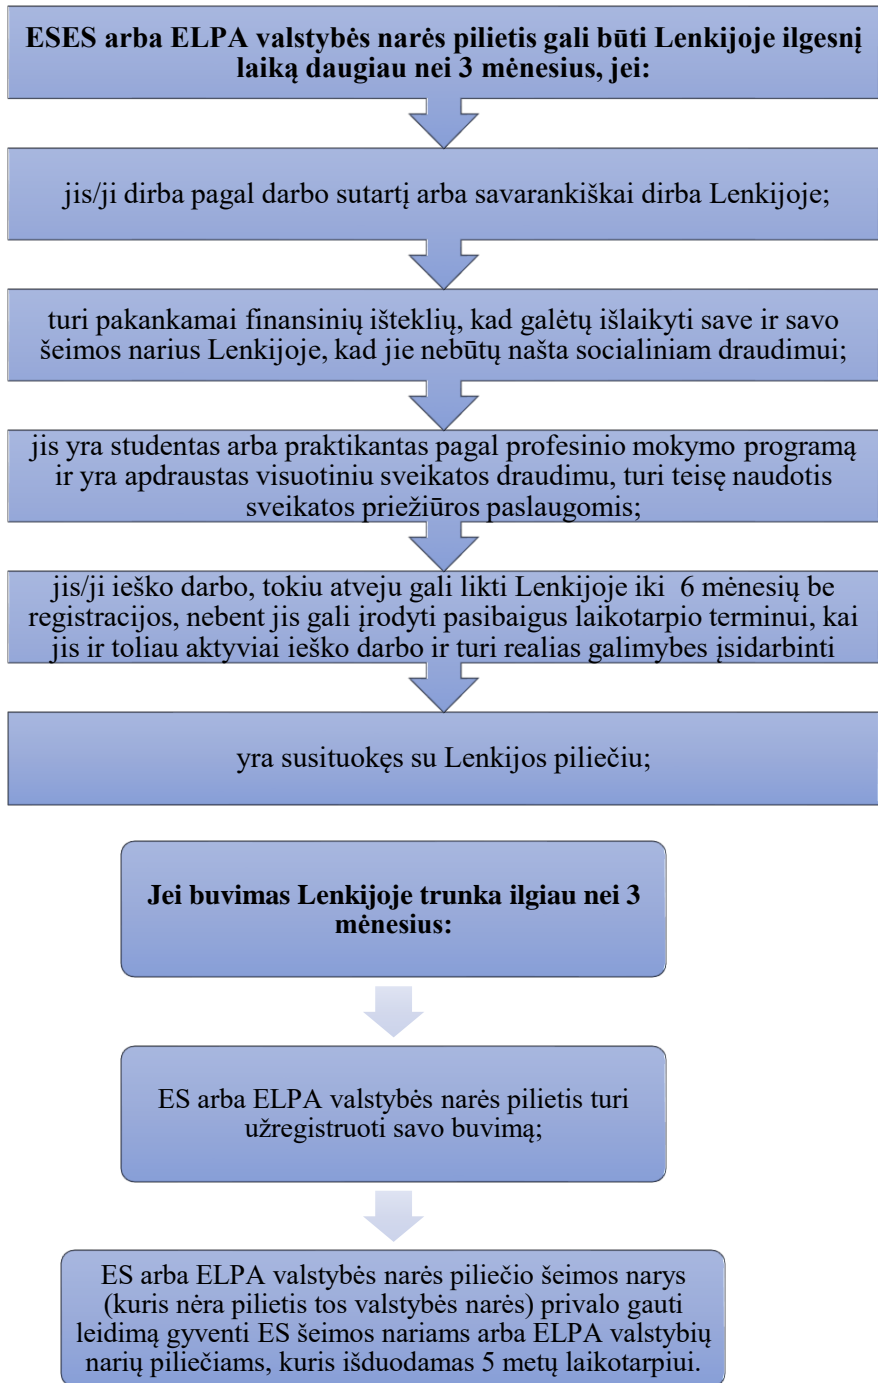 ESES arba ELPA valstybės narės pilietis gali būti Lenkijoje ilgesnį
laiką daugiau nei 3 mėnesius, jei:
jis/ji dirba pagal darbo sutartį arba savarankiškai dirba Lenkijoje;
turi pakankamai finansinių išteklių, kad galėtų išlaikyti save ir savo
šeimos narius Lenkijoje, kad jie nebūtų našta socialiniam draudimui;
jis yra studentas arba praktikantas pagal profesinio mokymo programą
ir yra apdraustas visuotiniu sveikatos draudimu, turi teisę naudotis
sveikatos priežiūros paslaugomis;
jis/ji ieško darbo, tokiu atveju gali likti Lenkijoje iki 6 mėnesių be
registracijos, nebent jis gali įrodyti pasibaigus laikotarpio terminui, kai
jis ir toliau aktyviai ieško darbo ir turi realias galimybes įsidarbinti
yra susituokęs su Lenkijos piliečiu;
Jei buvimas Lenkijoje trunka ilgiau nei 3
mėnesius:
ES arba ELPA valstybės narės pilietis turi
užregistruoti savo buvimą;
ES arba ELPA valstybės narės piliečio šeimos narys
(kuris nėra pilietis tos valstybės narės) privalo gauti
leidimą gyventi ES šeimos nariams arba ELPA valstybių
narių piliečiams, kuris išduodamas 5 metų laikotarpiui.